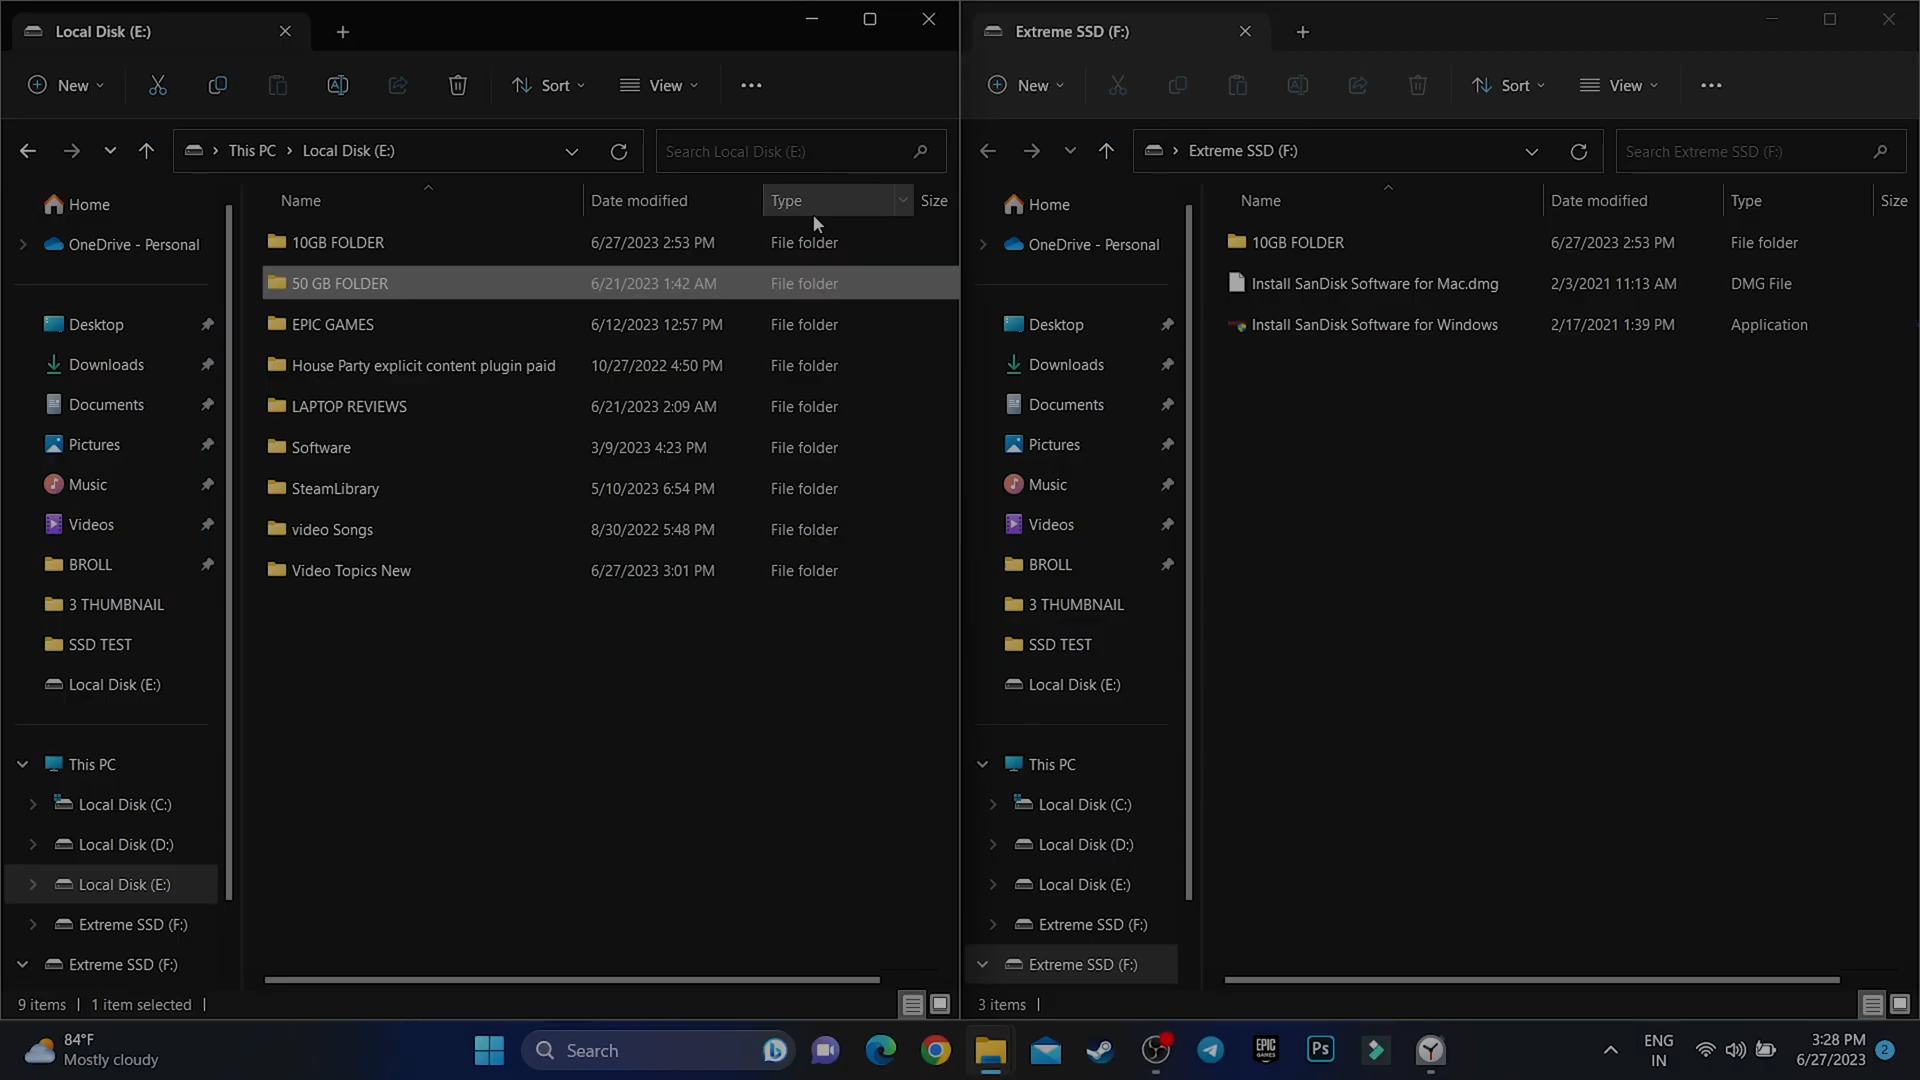 Local Disk (E:)
New
Sort
View
This PC > Local Disk (E:)
Search Local Disk (E:)
Home
OneDrive - Personal
Desktop
Downloads
Documents
Pictures
Music
Videos
BROLL
3 THUMBNAIL
SSD TEST
Local Disk (E:)
This PC
Local Disk (C:)
Local Disk (D:)
Local Disk (E:)
Extreme SSD (F:)
Extreme SSD (F:)
Name Date modified Type Size
10GB FOLDER 6/27/2023 2:53 PM File folder
50 GB FOLDER 6/21/2023 1:42 AM File folder
EPIC GAMES 6/12/2023 12:57 PM File folder
House Party explicit content plugin paid 10/27/2022 4:50 PM File folder
LAPTOP REVIEWS 6/21/2023 2:09 AM File folder
Software 3/9/2023 4:23 PM File folder
SteamLibrary 5/10/2023 6:54 PM File folder
video Songs 8/30/2022 5:48 PM File folder
Video Topics New 6/27/2023 3:01 PM File folder
9 items | 1 item selected |
Extreme SSD (F:)
New
Sort
View
Extreme SSD (F:)
Search Extreme SSD (F:)
Home
OneDrive - Personal
Desktop
Downloads
Documents
Pictures
Music
Videos
BROLL
3 THUMBNAIL
SSD TEST
Local Disk (E:)
This PC
Local Disk (C:)
Local Disk (D:)
Local Disk (E:)
Extreme SSD (F:)
Extreme SSD (F:)
Name Date modified Type Size
10GB FOLDER 6/27/2023 2:53 PM File folder
Install SanDisk Software for Mac.dmg 2/3/2021 11:13 AM DMG File
Install SanDisk Software for Windows 2/17/2021 1:39 PM Application
3 items |
84°F
Mostly cloudy
Search
EPIC
GAMES
Ps
ENG
IN
3:28 PM
6/27/2023
2